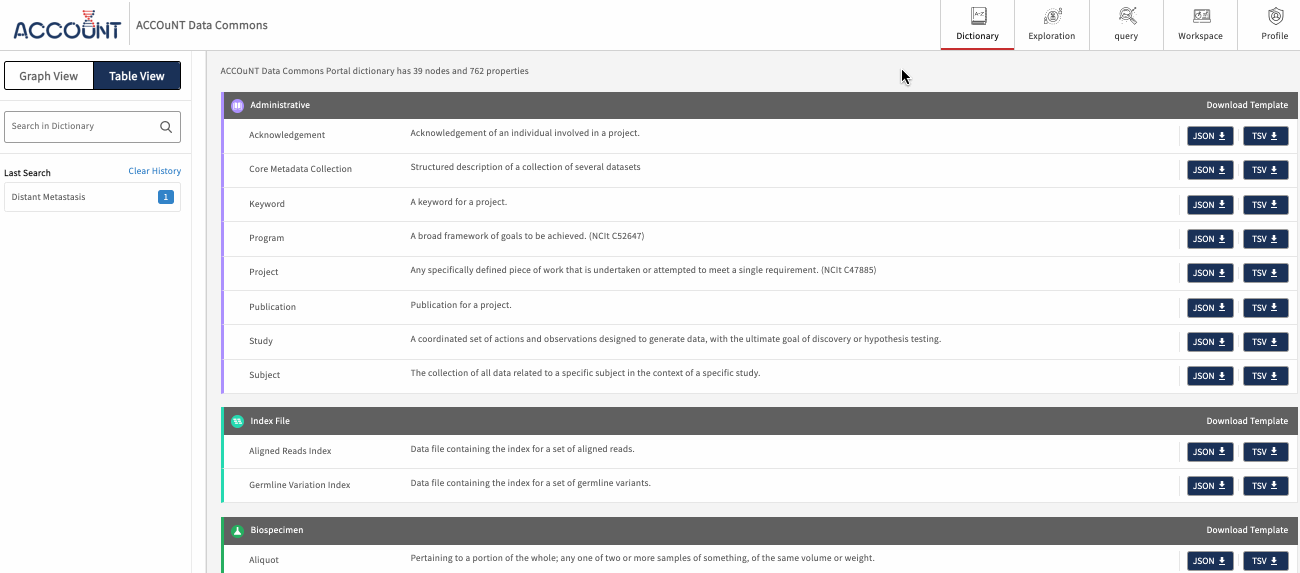 ACCOuNT
ACCOuNT Data Commons
Dictionary
Exploration
query
Workspace
Profile
Graph View
Table View
Search in Dictionary
Last Search
Clear History
Distant Metastasis
1
ACCOuNT Data Commons Portal dictionary has 39 nodes and 762 properties
Administrative Download Template
Acknowledgement Acknowledgement of an individual involved in a project. JSON TSV
Core Metadata Collection Structured description of a collection of several datasets JSON TSV
Keyword A keyword for a project. JSON TSV
Program A broad framework of goals to be achieved. (NCIt C52647) JSON TSV
Project Any specifically defined piece of work that is undertaken or attempted to meet a single requirement. (NCIt C47885) JSON TSV
Publication Publication for a project. JSON TSV
Study A coordinated set of actions and observations designed to generate data, with the ultimate goal of discovery or hypothesis testing. JSON TSV
Subject The collection of all data related to a specific subject in the context of a specific study. JSON TSV
Index File Download Template
Aligned Reads Index Data file containing the index for a set of aligned reads. JSON TSV
Germline Variation Index Data file containing the index for a set of germline variants. JSON TSV
Biospecimen Download Template
Aliquot Pertaining to a portion of the whole; any one of two or more samples of something, of the same volume or weight. JSON TSV